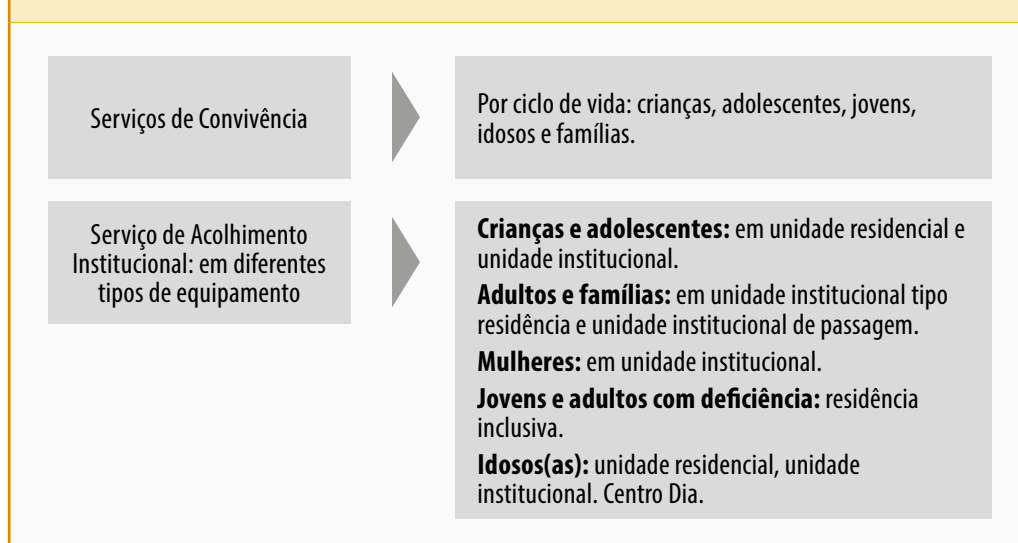 Serviços de Convivência
Por ciclo de vida: crianças, adolescentes, jovens,
idosos e famílias.
Serviço de Acolhimento
Institucional: em diferentes
tipos de equipamento
Crianças e adolescentes: em unidade residencial e
unidade institucional.
Adultos e famílias: em unidade institucional tipo
residência e unidade institucional de passagem.
Mulheres: em unidade institucional.
Jovens e adultos com deficiência: residência
inclusiva.
Idosos(as): unidade residencial, unidade
institucional. Centro Dia.